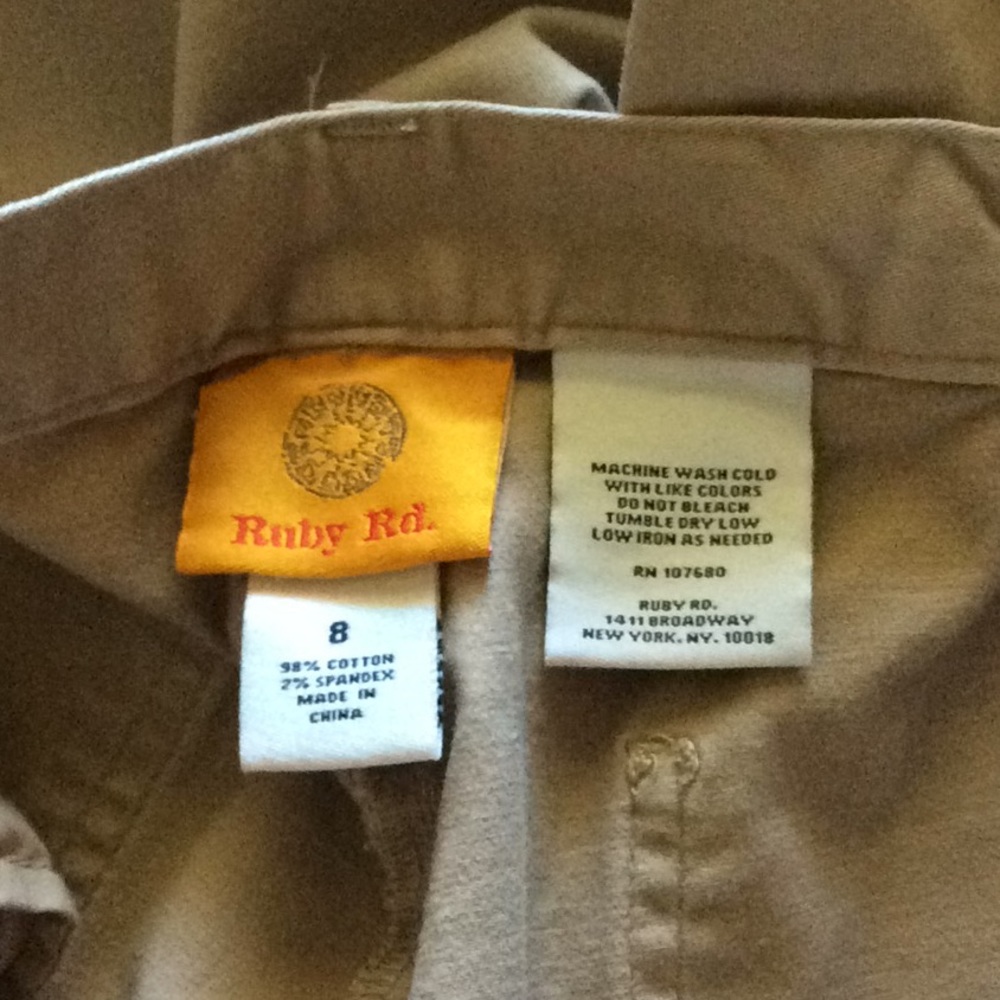 Ruby Rd.
8
98% COTTON
2% SPANDEX
MADE IN
CHINA
MACHINE WASH COLD
WITH LIKE COLORS
DO NOT BLEACH
TUMBLE DRY LOW
LOW IRON AS NEEDED
RN 107680
RUBY RD.
1411 BROADWAY
NEW YORK. NY. 10018